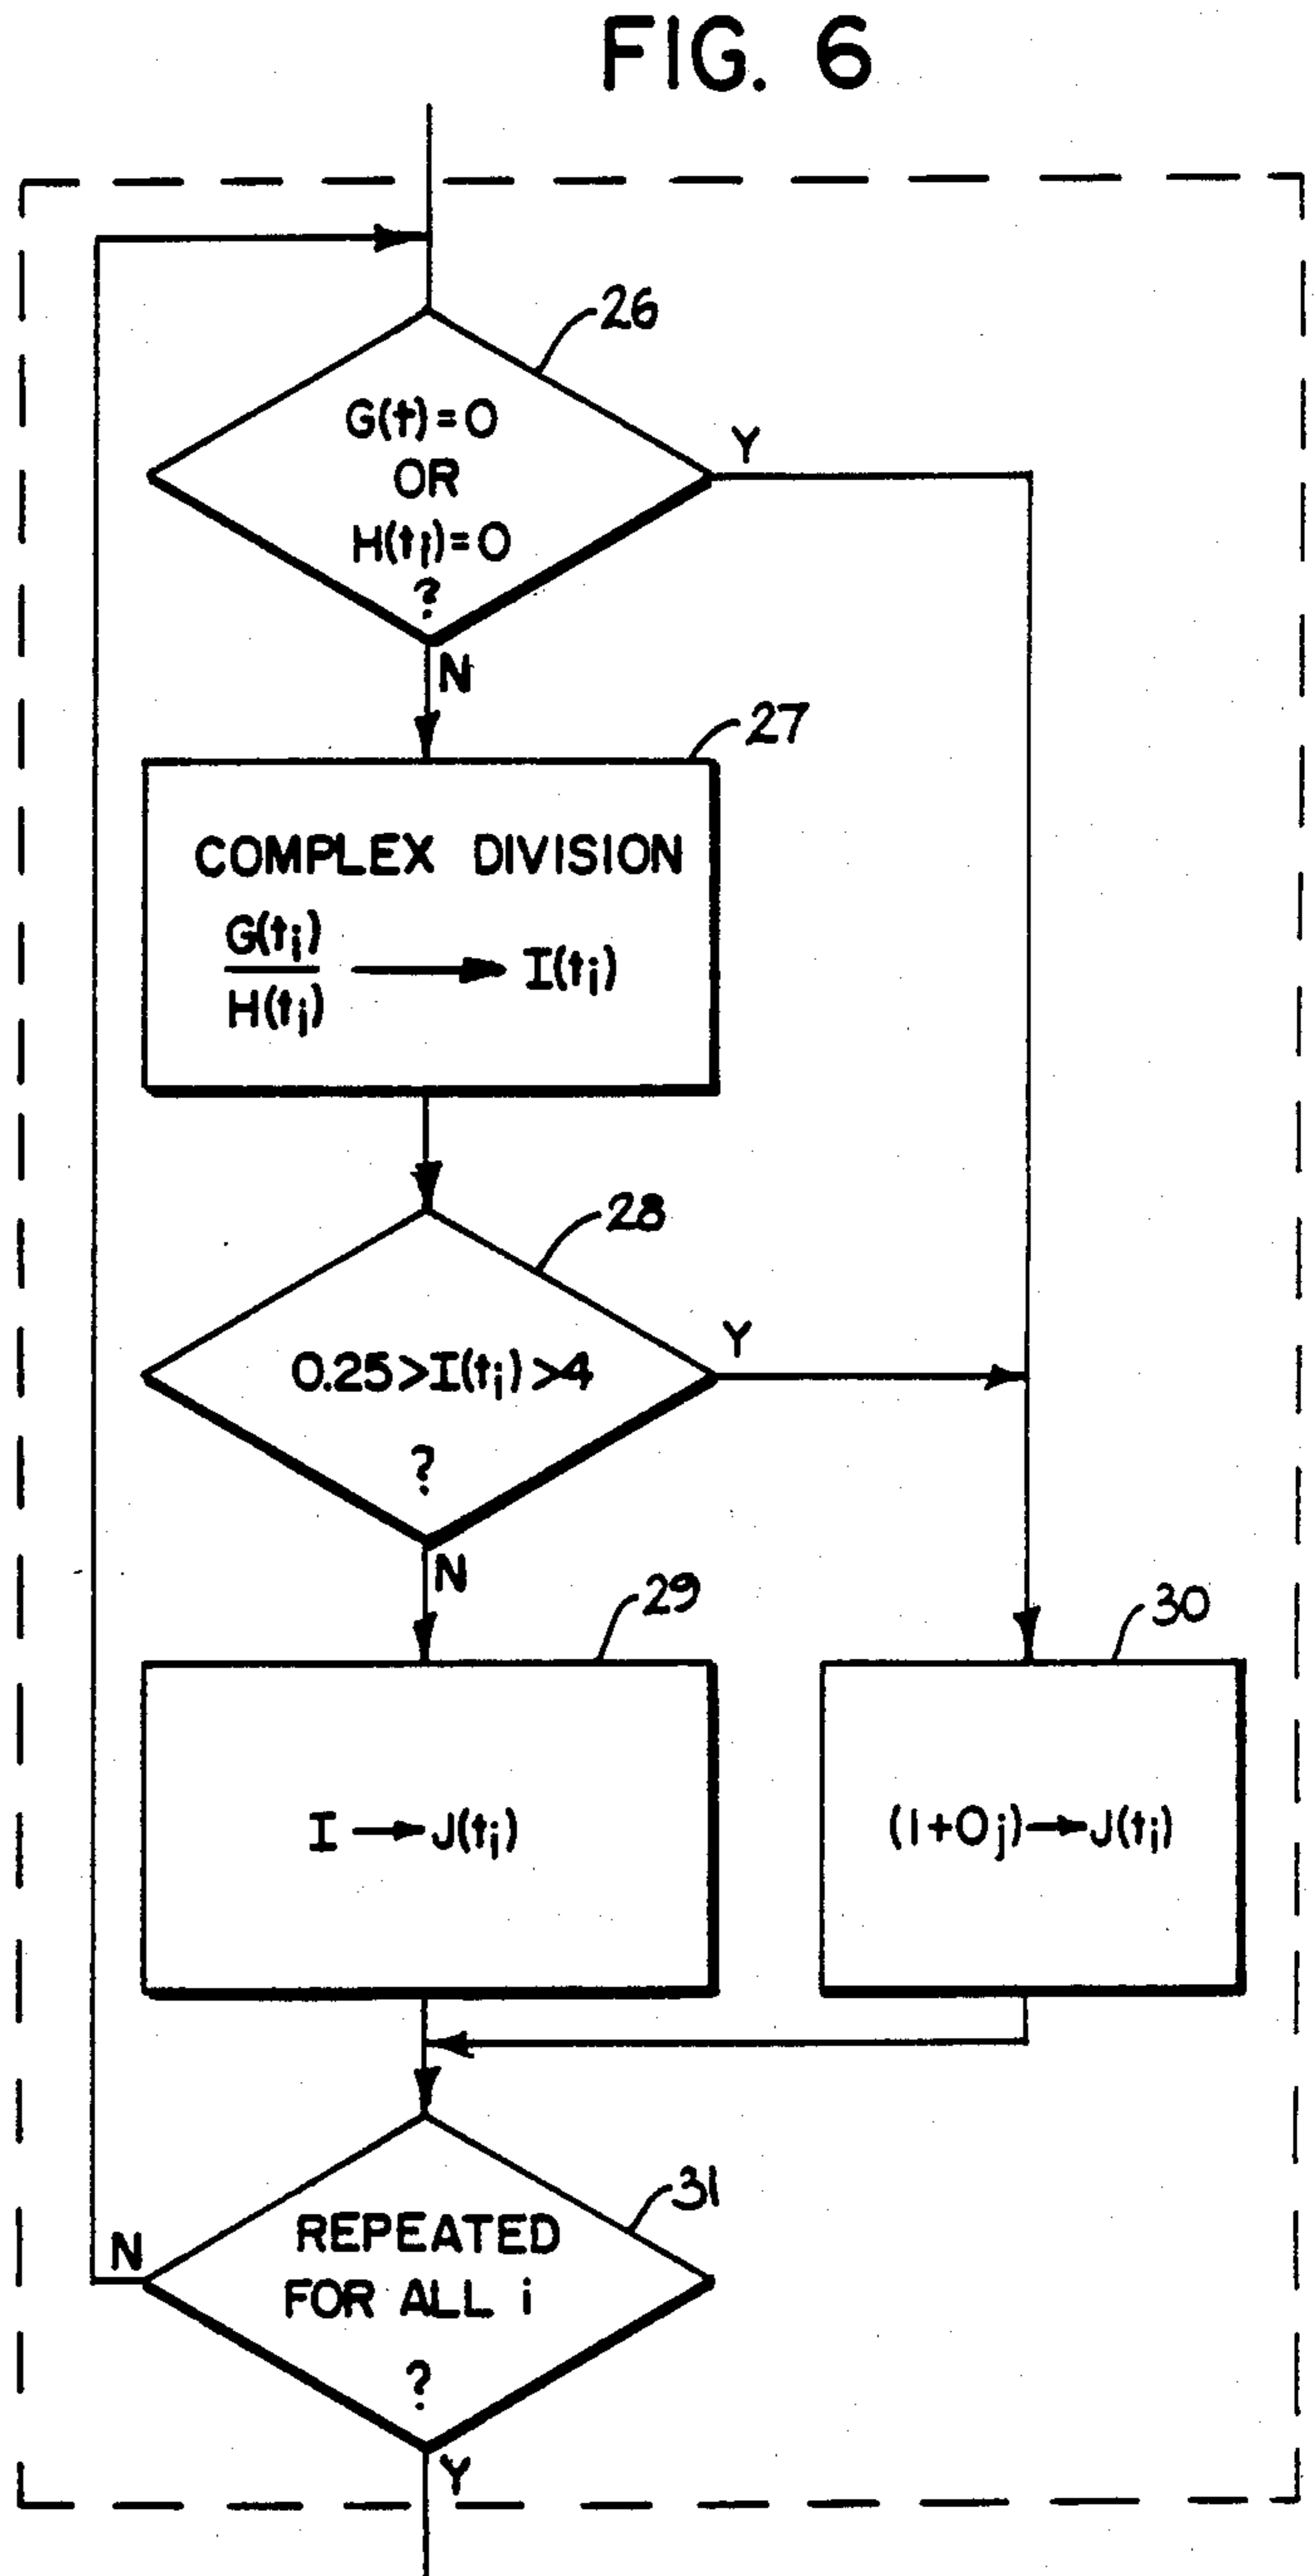 FIG. 6
26
G(t)=0
Y
OR
H(ti)=0
?
N
27
COMPLEX DIVISION
G(ti)
H(ti)
I(ti)
28
0.25>I(ti)>4
Y
?
N
29
30
I→J(ti)
(1+0j)→J(ti)
31
REPEATED
N
FOR ALL i
?
Y